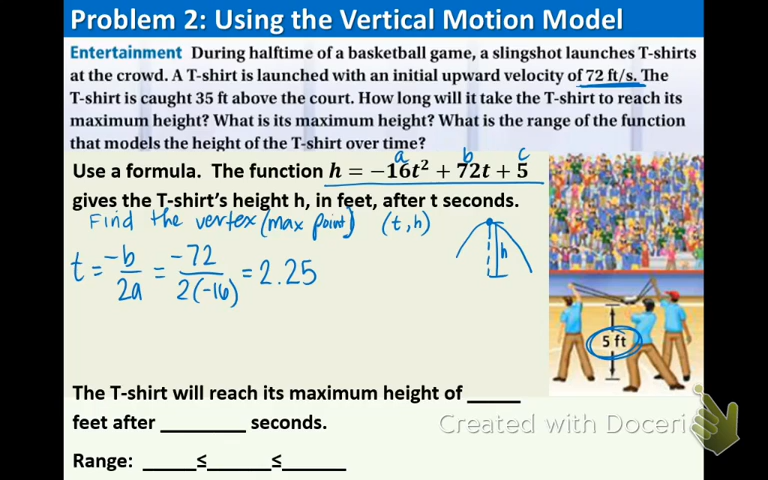 Problem 2: Using the Vertical Motion Model
Entertainment During halftime of a basketball game, a slingshot launches T-shirts
at the crowd. A T-shirt is launched with an initial upward velocity of 72 ft/s. The
T-shirt is caught 35 ft above the court. How long will it take the T-shirt to reach its
maximum height? What is its maximum height? What is the range of the function
that models the height of the T-shirt over time?
a b c
Use a formula. The function h = −16t² + 72t + 5
gives the T-shirt's height h, in feet, after t seconds.
Find the vertex (max point) (t, h)
t = -b/2a = -72/2(-16) = 2.25
h
5 ft
The T-shirt will reach its maximum height of _____
feet after ________ seconds.
Created with Doceri
Range: _____≤______≤______